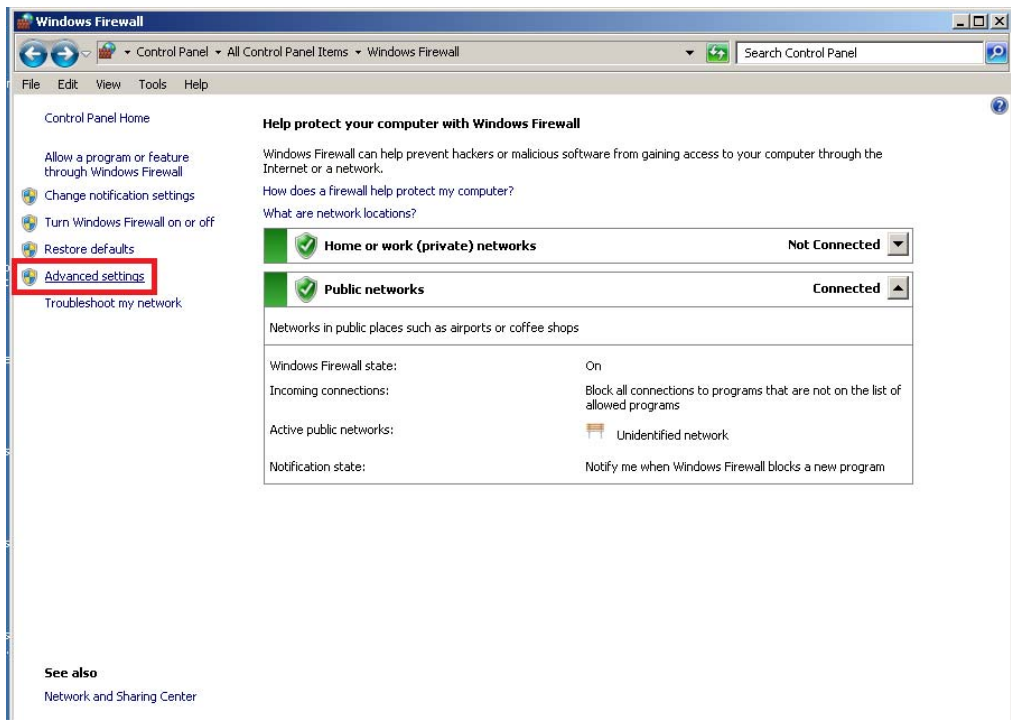 Windows Firewall
Control Panel All Control Panel Items Windows Firewall
Search Control Panel
File Edit View Tools Help
Control Panel Home
Allow a program or feature
through Windows Firewall
Change notification settings
Turn Windows Firewall on or off
Restore defaults
Advanced settings
Troubleshoot my network
Help protect your computer with Windows Firewall
Windows Firewall can help prevent hackers or malicious software from gaining access to your computer through the
Internet or a network.
How does a firewall help protect my computer?
What are network locations?
Home or work (private) networks Not Connected
Public networks Connected
Networks in public places such as airports or coffee shops
Windows Firewall state: On
Incoming connections: Block all connections to programs that are not on the list of
allowed programs
Active public networks: Unidentified network
Notification state: Notify me when Windows Firewall blocks a new program
See also
Network and Sharing Center